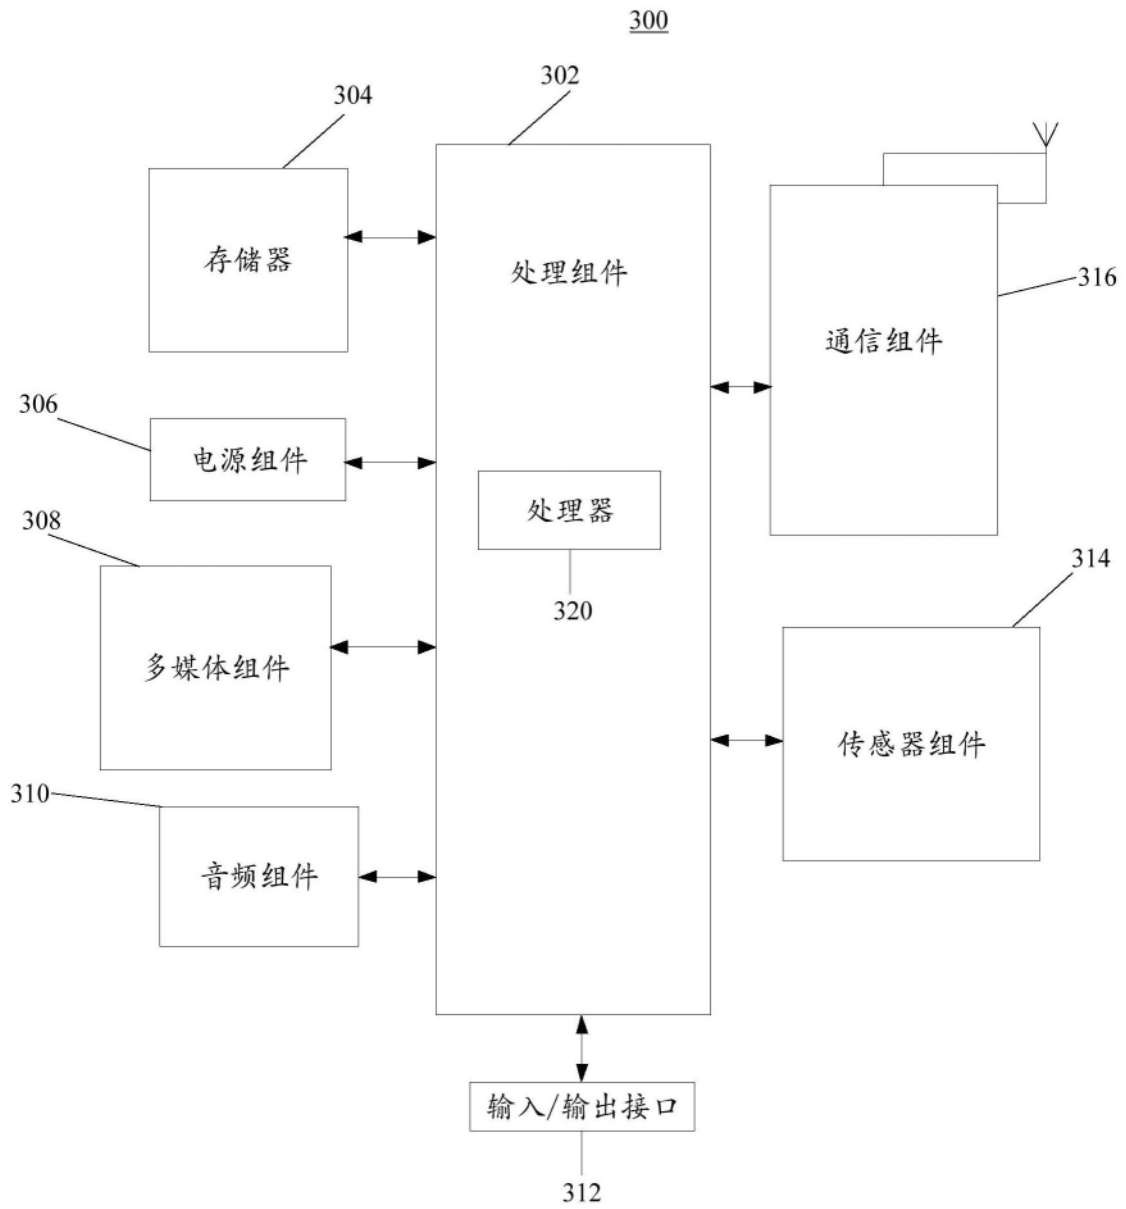 300
302
304
存储器
处理组件
316
通信组件
306
电源组件
处理器
308
320
314
多媒体组件
传感器组件
310
音频组件
输入/输出接口
312